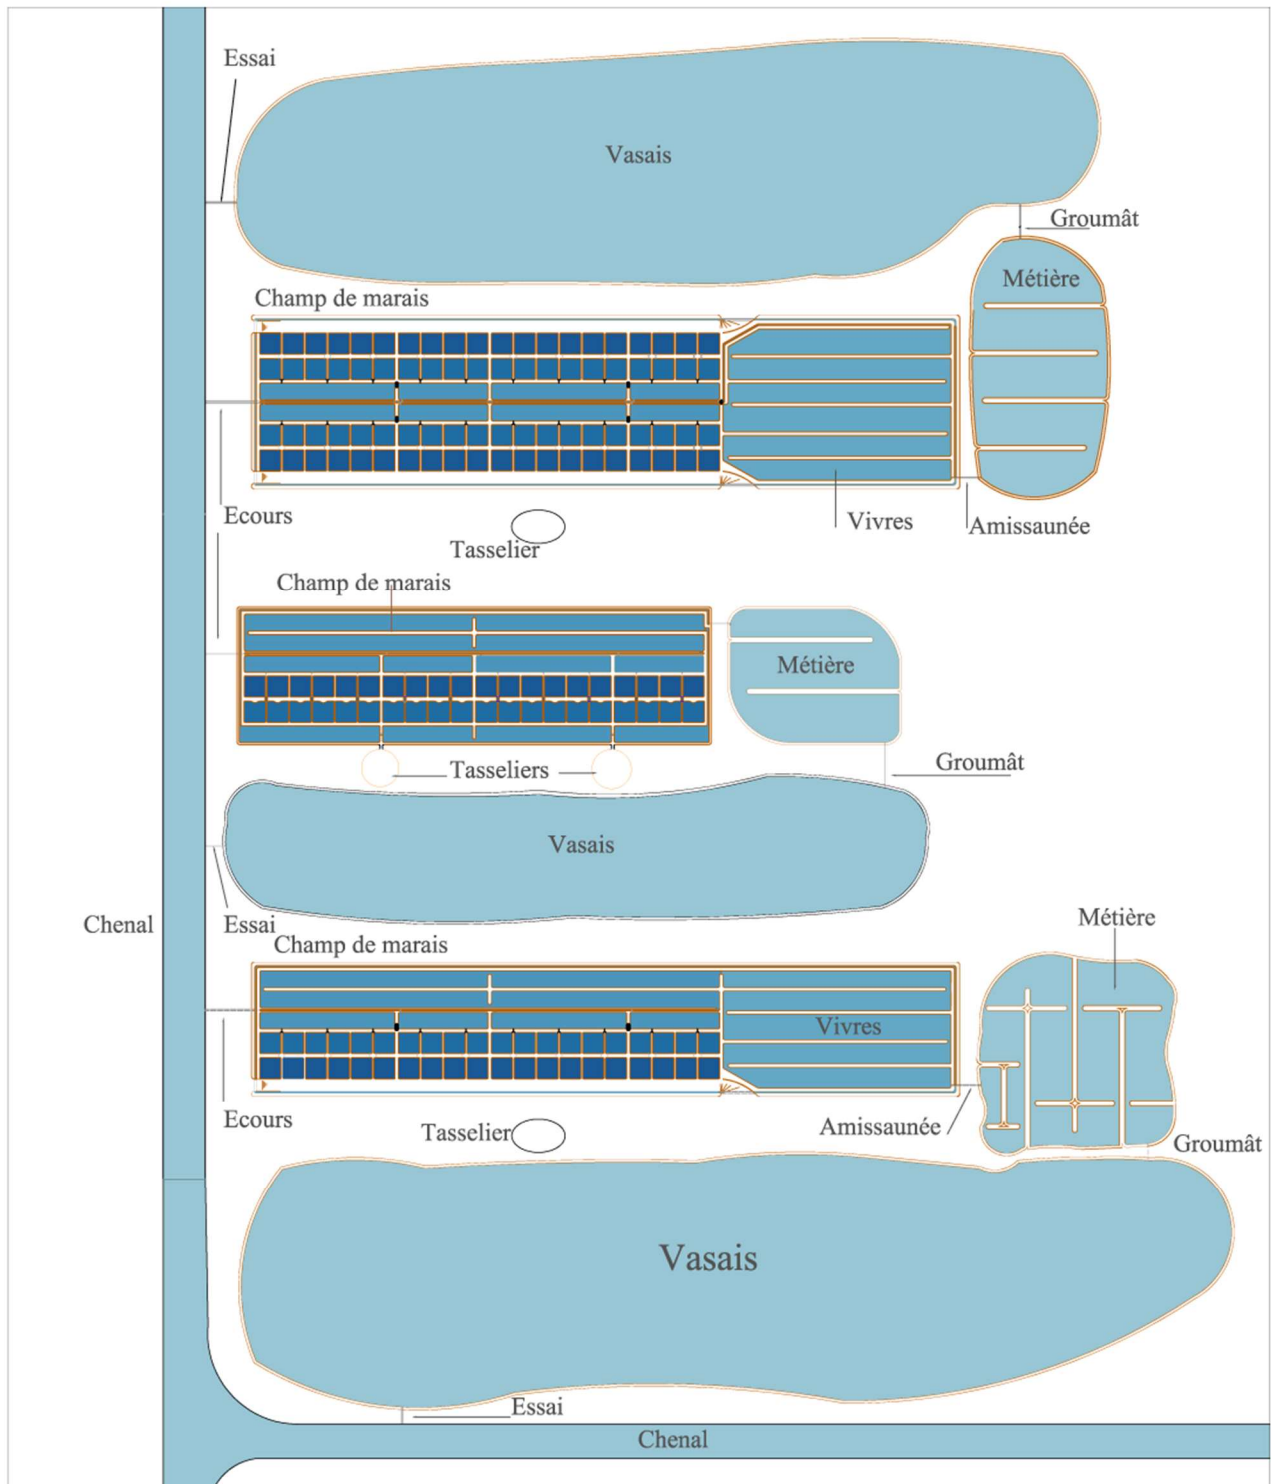 Essai
Vasais
Groumât
Métière
Champ de marais
Ecours
Vivres
Amissaunée
Tasselier
Champ de marais
Métière
Tasseliers
Groumât
Vasais
Chenal
Essai
Métière
Champ de marais
Vivres
Ecours
Tasselier
Amissaunée
Groumât
Vasais
Essai
Chenal